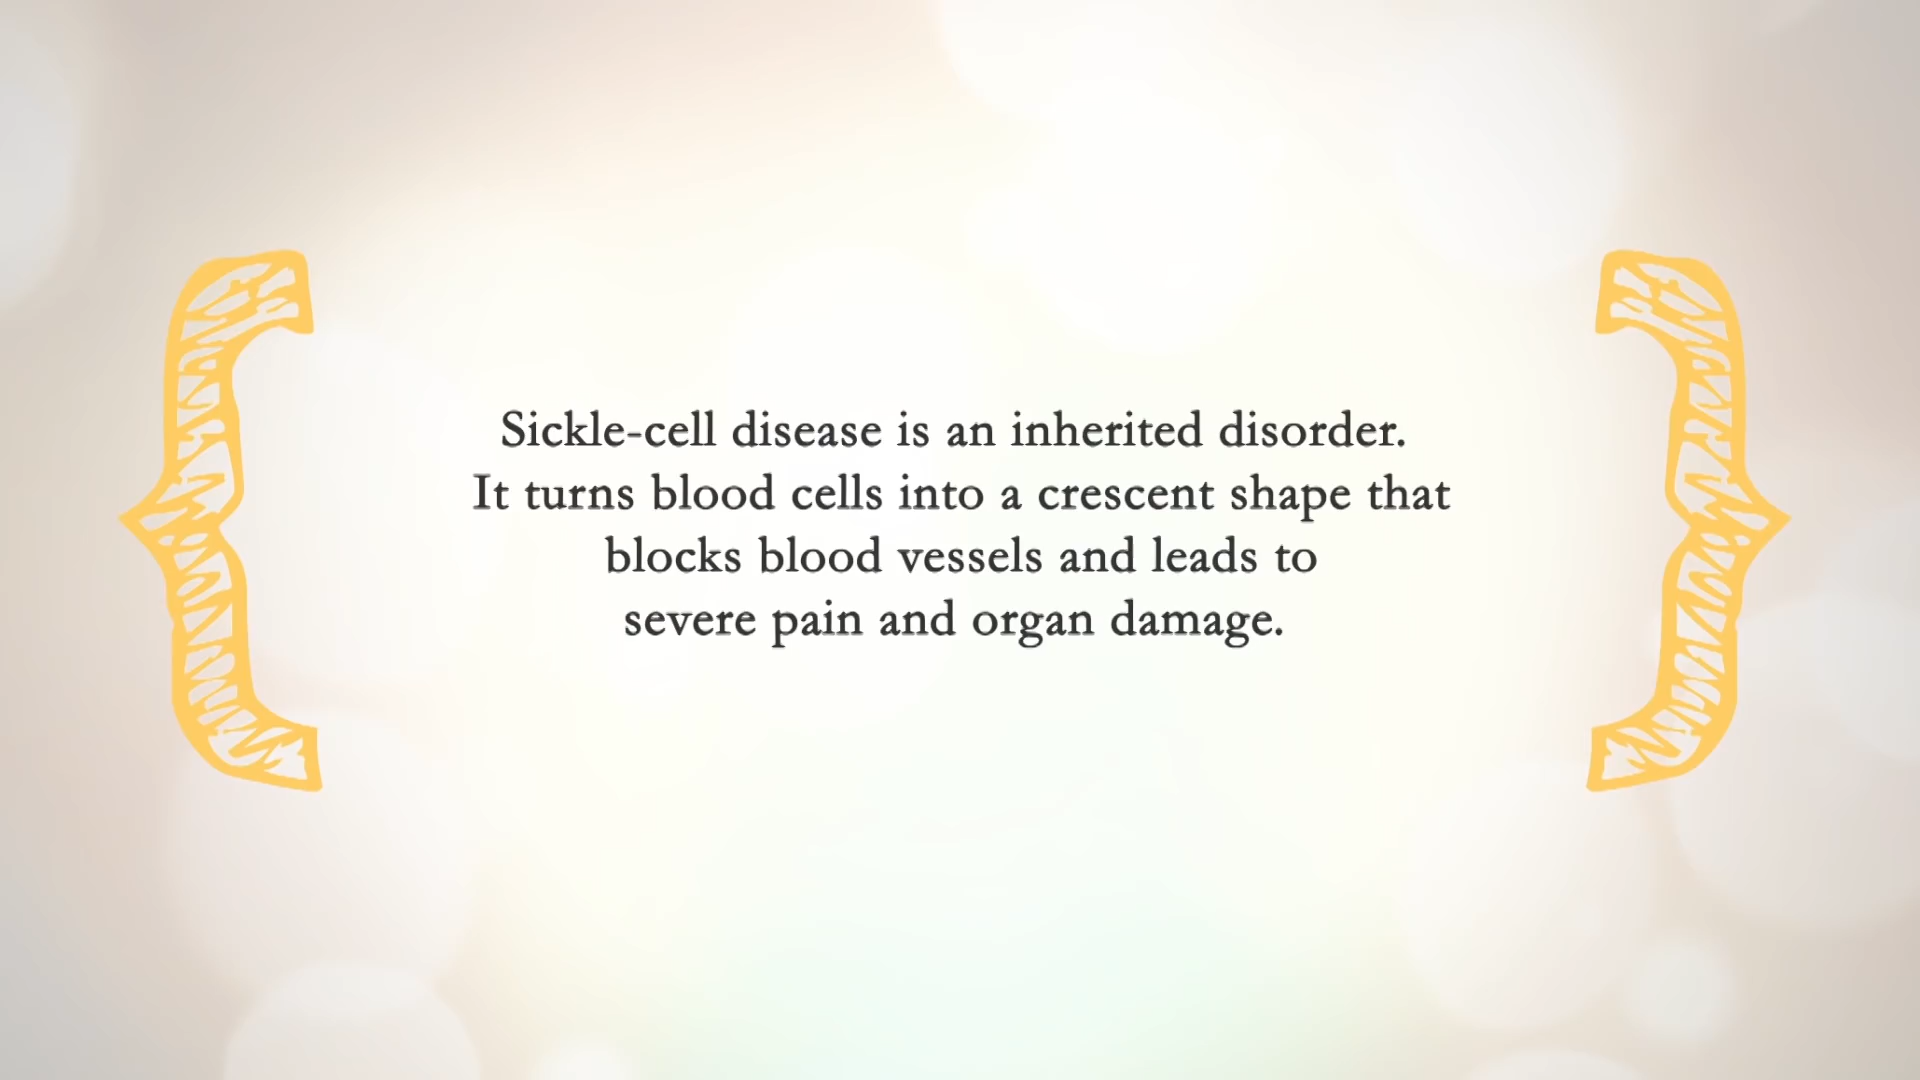 Sickle-cell disease is an inherited disorder.
It turns blood cells into a crescent shape that
blocks blood vessels and leads to
severe pain and organ damage.